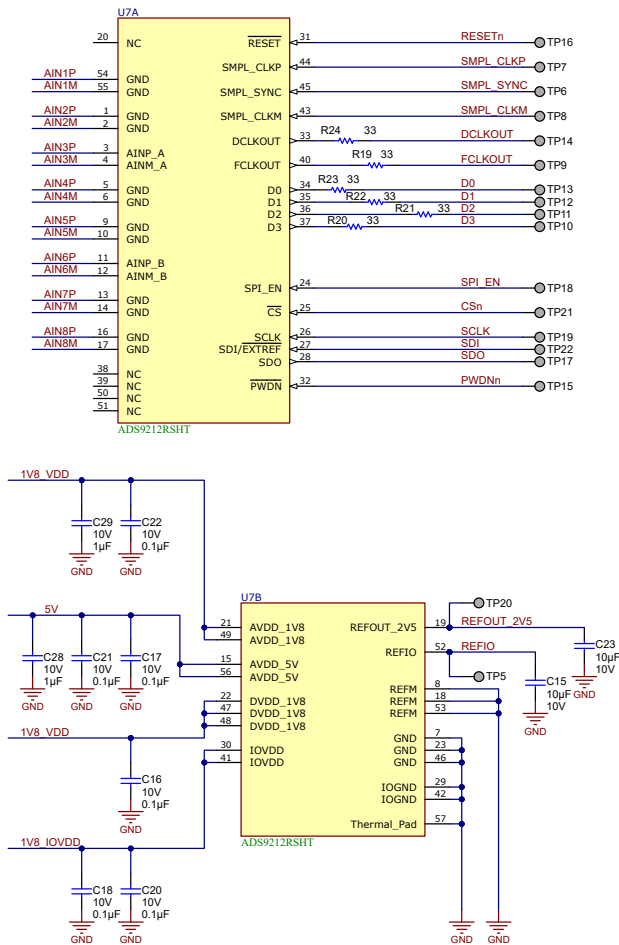 U7A
20 NC RESET 31 RESETn TP16
SMPL_CLKP 44 SMPL_CLKP TP7
AIN1P 54 GND
AIN1M 55 GND SMPL_SYNC 45 SMPL_SYNC TP6
AIN2P 1 GND SMPL_CLKM 43 SMPL_CLKM TP8
AIN2M 2 GND
DCLKOUT 33 R24 33 DCLKOUT TP14
AIN3P 3 AINP_A
AIN3M 4 AINM_A FCLKOUT 40 R19 33 FCLKOUT TP9
AIN4P 5 GND D0 34 R23 33 D0 TP13
AIN4M 6 GND D1 35 R22 33 D1 TP12
D2 36 R21 33 D2 TP11
AIN5P 9 GND D3 37 R20 33 D3 TP10
AIN5M 10 GND
AIN6P 11 AINP_B
AIN6M 12 AINM_B
SPI_EN 24 SPI_EN TP18
AIN7P 13 GND
AIN7M 14 GND CS 25 CSn TP21
AIN8P 16 GND SCLK 26 SCLK TP19
AIN8M 17 GND SDI/EXTREF 27 SDI TP22
SDO 28 SDO TP17
38 NC
39 NC PWDN 32 PWDNn TP15
50 NC
51 NC
ADS9212RSHT
1V8_VDD
C29 C22
10V 10V
1µF 0.1µF
GND GND
U7B
5V
TP20
21 AVDD_1V8 REFOUT_2V5 19 REFOUT_2V5
49 AVDD_1V8
C28 C21 C17
10V 10V 10V
1µF 0.1µF 0.1µF
GND GND GND
C23
10µF
10V
GND
15 AVDD_5V REFIO 52 REFIO
56 AVDD_5V
TP5
C15
10µF
10V
GND
22 DVDD_1V8 REFM 8
47 DVDD_1V8 REFM 18
48 DVDD_1V8 REFM 53
1V8_VDD
30 IOVDD GND 7
41 IOVDD GND 23
GND 46
C16
10V
0.1µF
GND
IOGND 29
IOGND 42
Thermal_Pad 57
ADS9212RSHT
1V8_IOVDD
C18 C20
10V 10V
0.1µF 0.1µF
GND GND GND GND